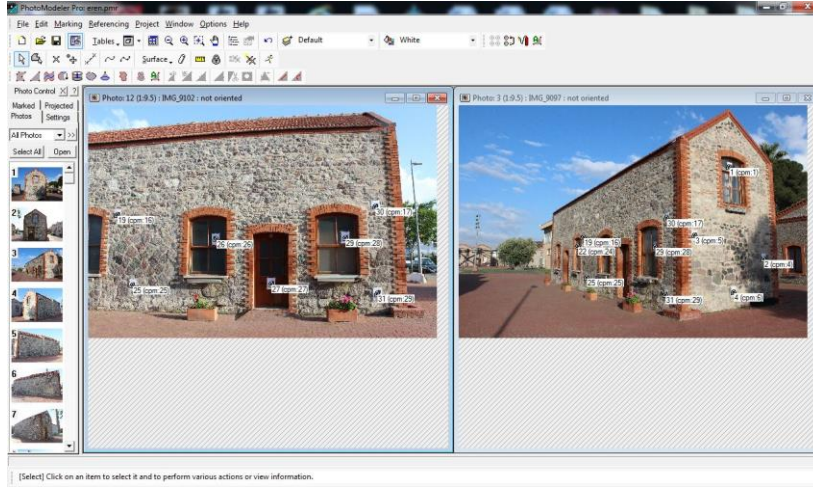 PhotoModeler Pro: eren.pmr
File Edit Marking Referencing Project Window Options Help
Tables Default White
Surface
Photo Control
Marked Projected
Photos Settings
All Photos >>
Select All Open
1
2
3
4
5
6
7
Photo: 12 (1:9.5) : IMG_9102 : not oriented
30 (cpm:17)
19 (cpm:16)
26 (cpm:26)
29 (cpm:28)
25 (cpm:25)
27 (cpm:27)
31 (cpm:29)
Photo: 3 (1:9.5) : IMG_9097 : not oriented
1 (cpm:1)
30 (cpm:17)
19 (cpm:16)
3 (cpm:5)
22 (cpm:24)
29 (cpm:28)
2 (cpm:4)
25 (cpm:25)
31 (cpm:29)
4 (cpm:6)
[Select] Click on an item to select it and to perform various actions or view information.